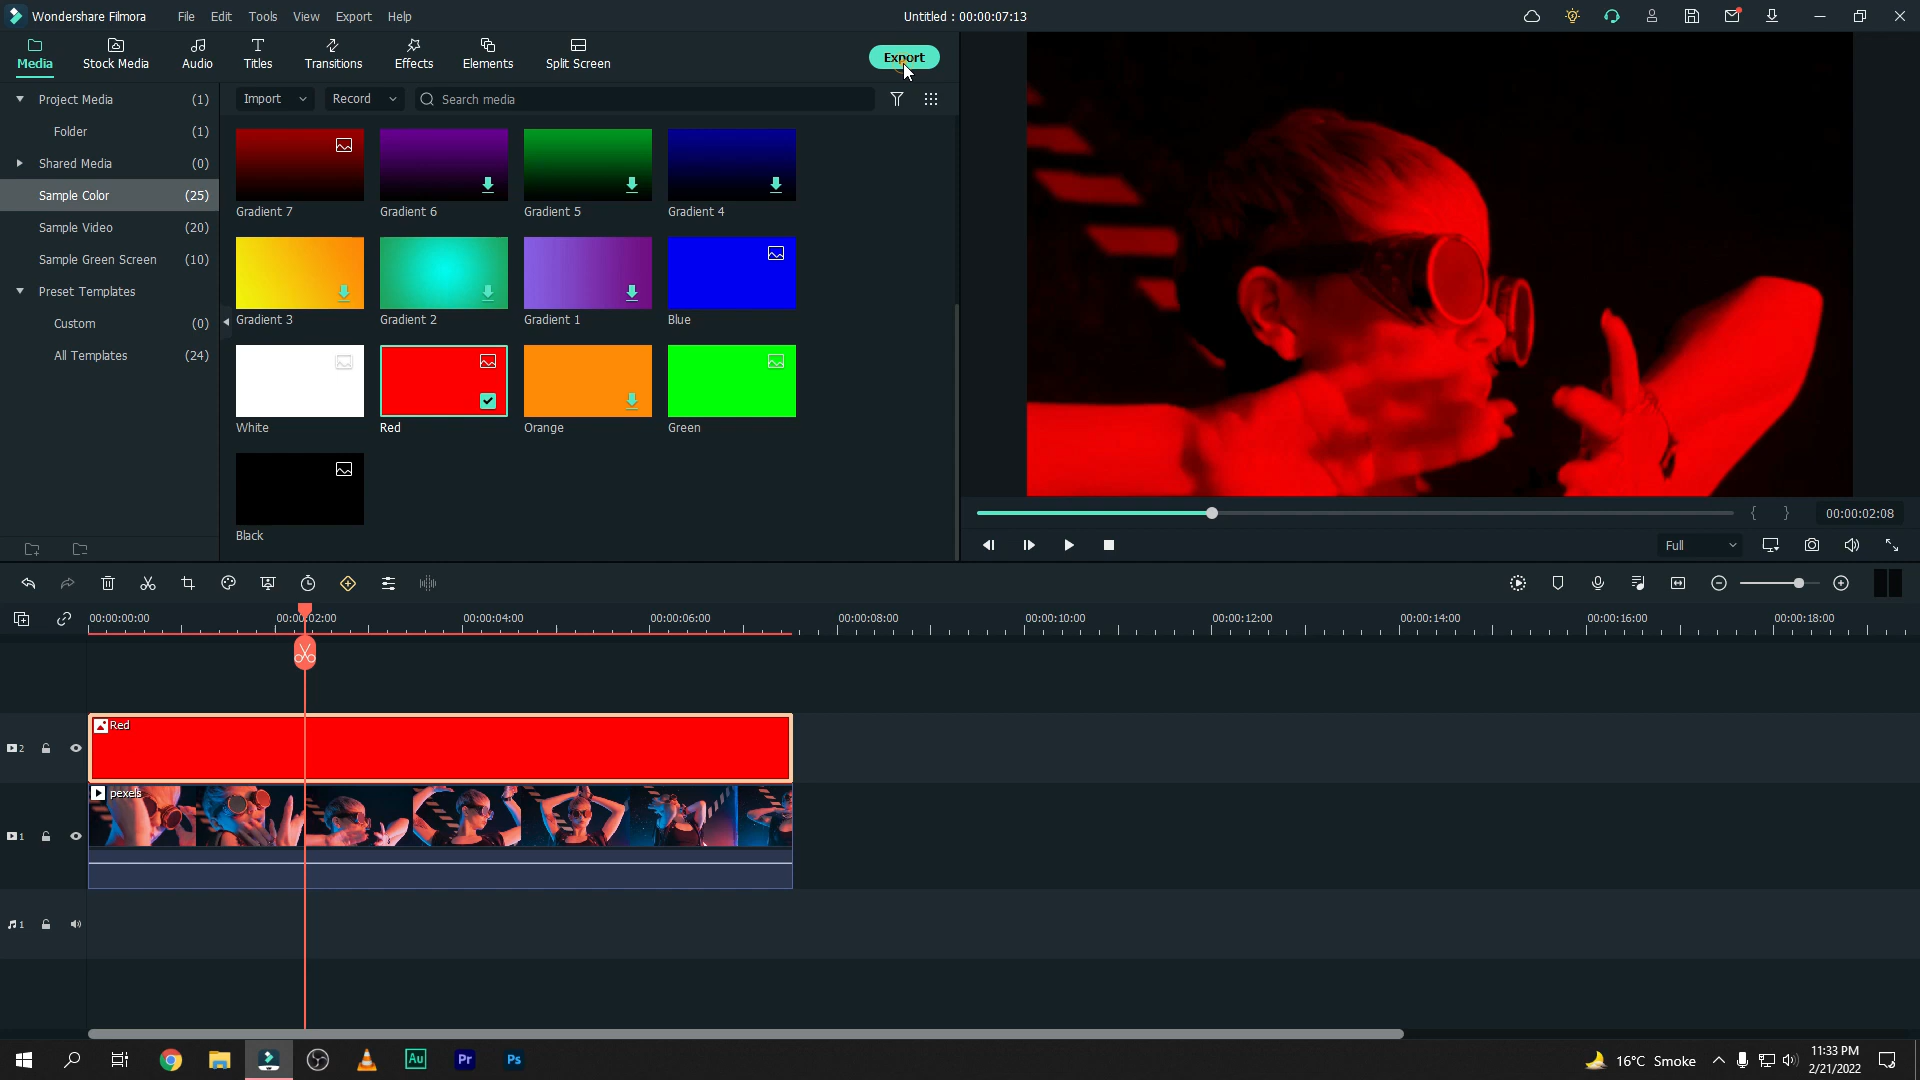 Wondershare Filmora File Edit Tools View Export Help Untitled : 00:00:07:13
Media Stock Media Audio Titles Transitions Effects Elements Split Screen Export
Project Media (1)
Folder (1)
Shared Media (0)
Sample Color (25)
Sample Video (20)
Sample Green Screen (10)
Preset Templates
Custom (0)
All Templates (24)
Import Record Search media
Gradient 7 Gradient 6 Gradient 5 Gradient 4
Gradient 3 Gradient 2 Gradient 1 Blue
White Red Orange Green
Black
{ } 00:00:02:08
Full
00:00:00:00 00:00:02:00 00:00:04:00 00:00:06:00 00:00:08:00 00:00:10:00 00:00:12:00 00:00:14:00 00:00:16:00 00:00:18:00
Red
2
pexels
1
1
Au Pr Ps
16°C Smoke
11:33 PM
2/21/2022